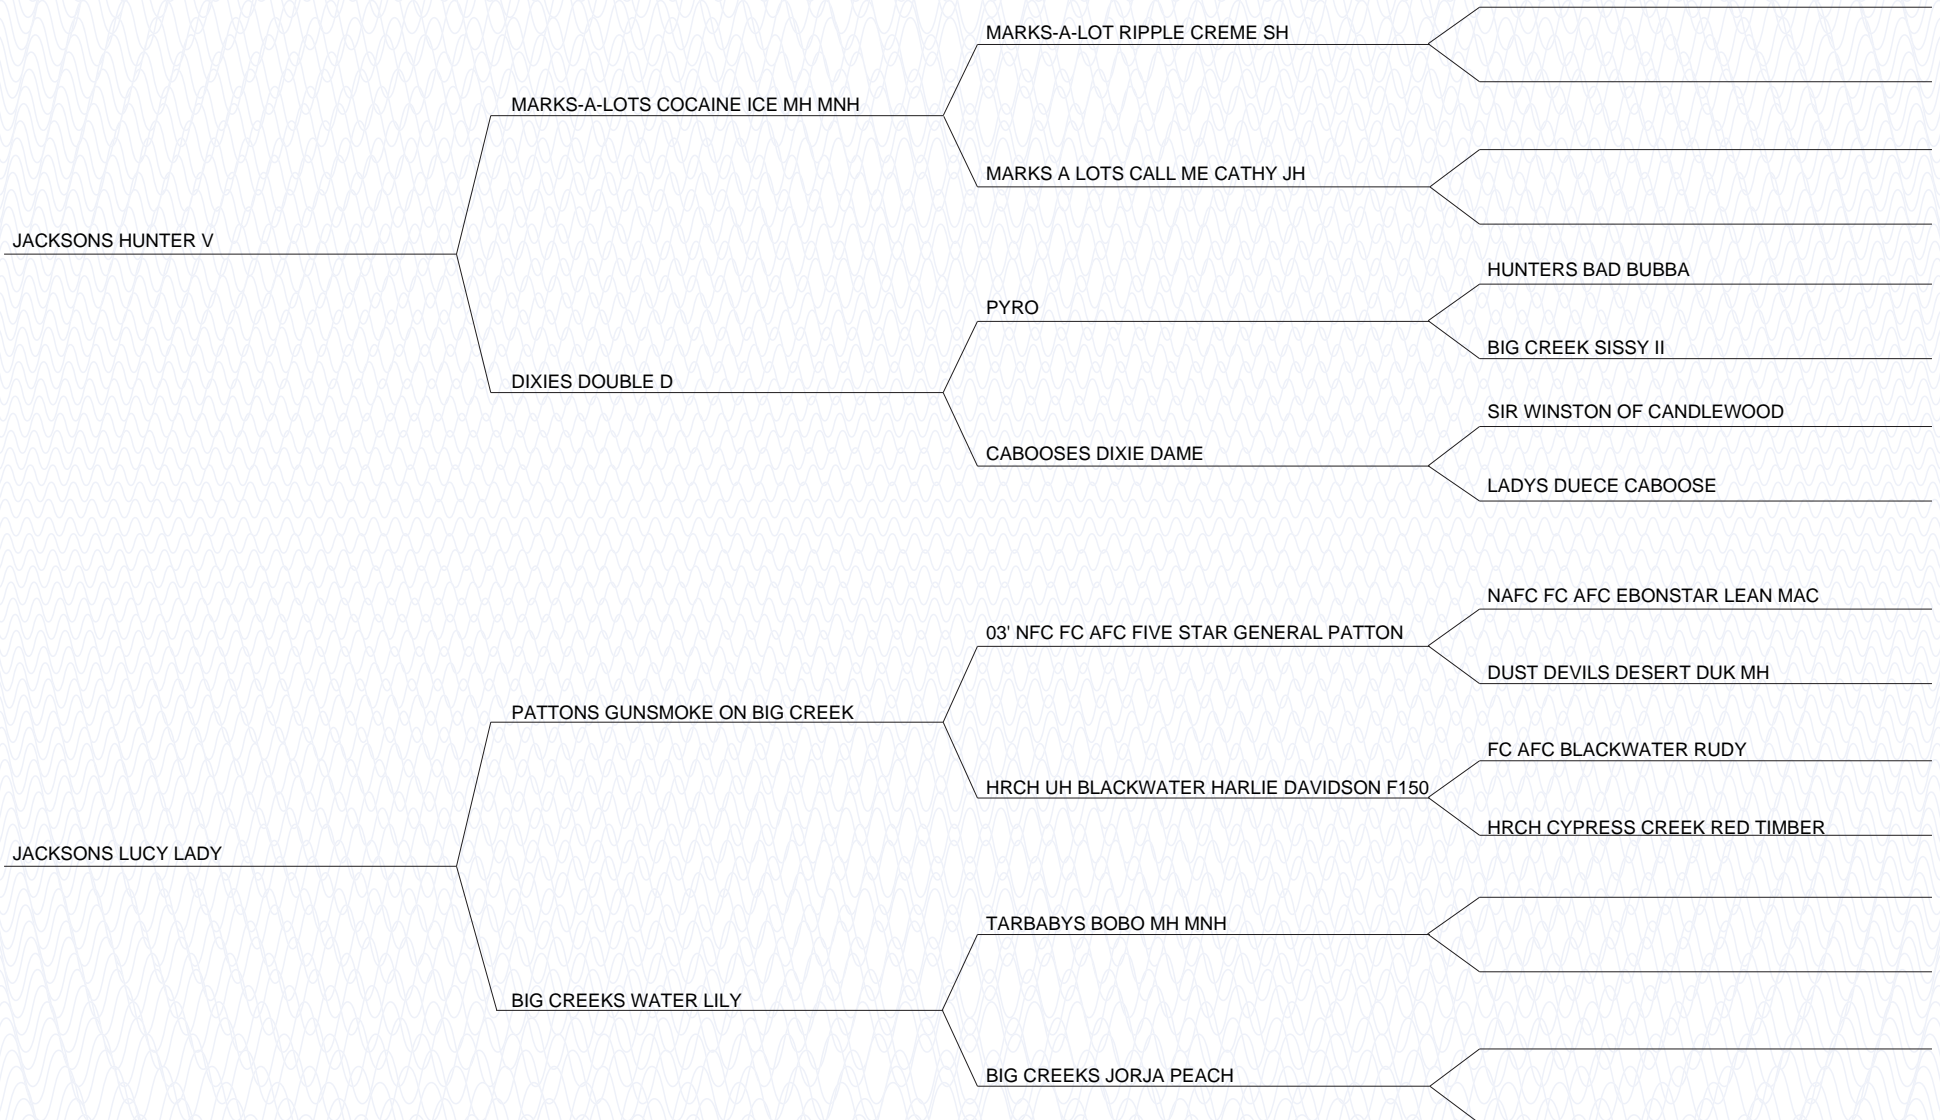 MARKS-A-LOT RIPPLE CREME SH
MARKS-A-LOTS COCAINE ICE MH MNH
MARKS A LOTS CALL ME CATHY JH
JACKSONS HUNTER V
HUNTERS BAD BUBBA
PYRO
BIG CREEK SISSY II
DIXIES DOUBLE D
SIR WINSTON OF CANDLEWOOD
CABOOSES DIXIE DAME
LADYS DUECE CABOOSE
NAFC FC AFC EBONSTAR LEAN MAC
03' NFC FC AFC FIVE STAR GENERAL PATTON
DUST DEVILS DESERT DUK MH
PATTONS GUNSMOKE ON BIG CREEK
FC AFC BLACKWATER RUDY
HRCH UH BLACKWATER HARLIE DAVIDSON F150
HRCH CYPRESS CREEK RED TIMBER
JACKSONS LUCY LADY
TARBABYS BOBO MH MNH
BIG CREEKS WATER LILY
BIG CREEKS JORJA PEACH